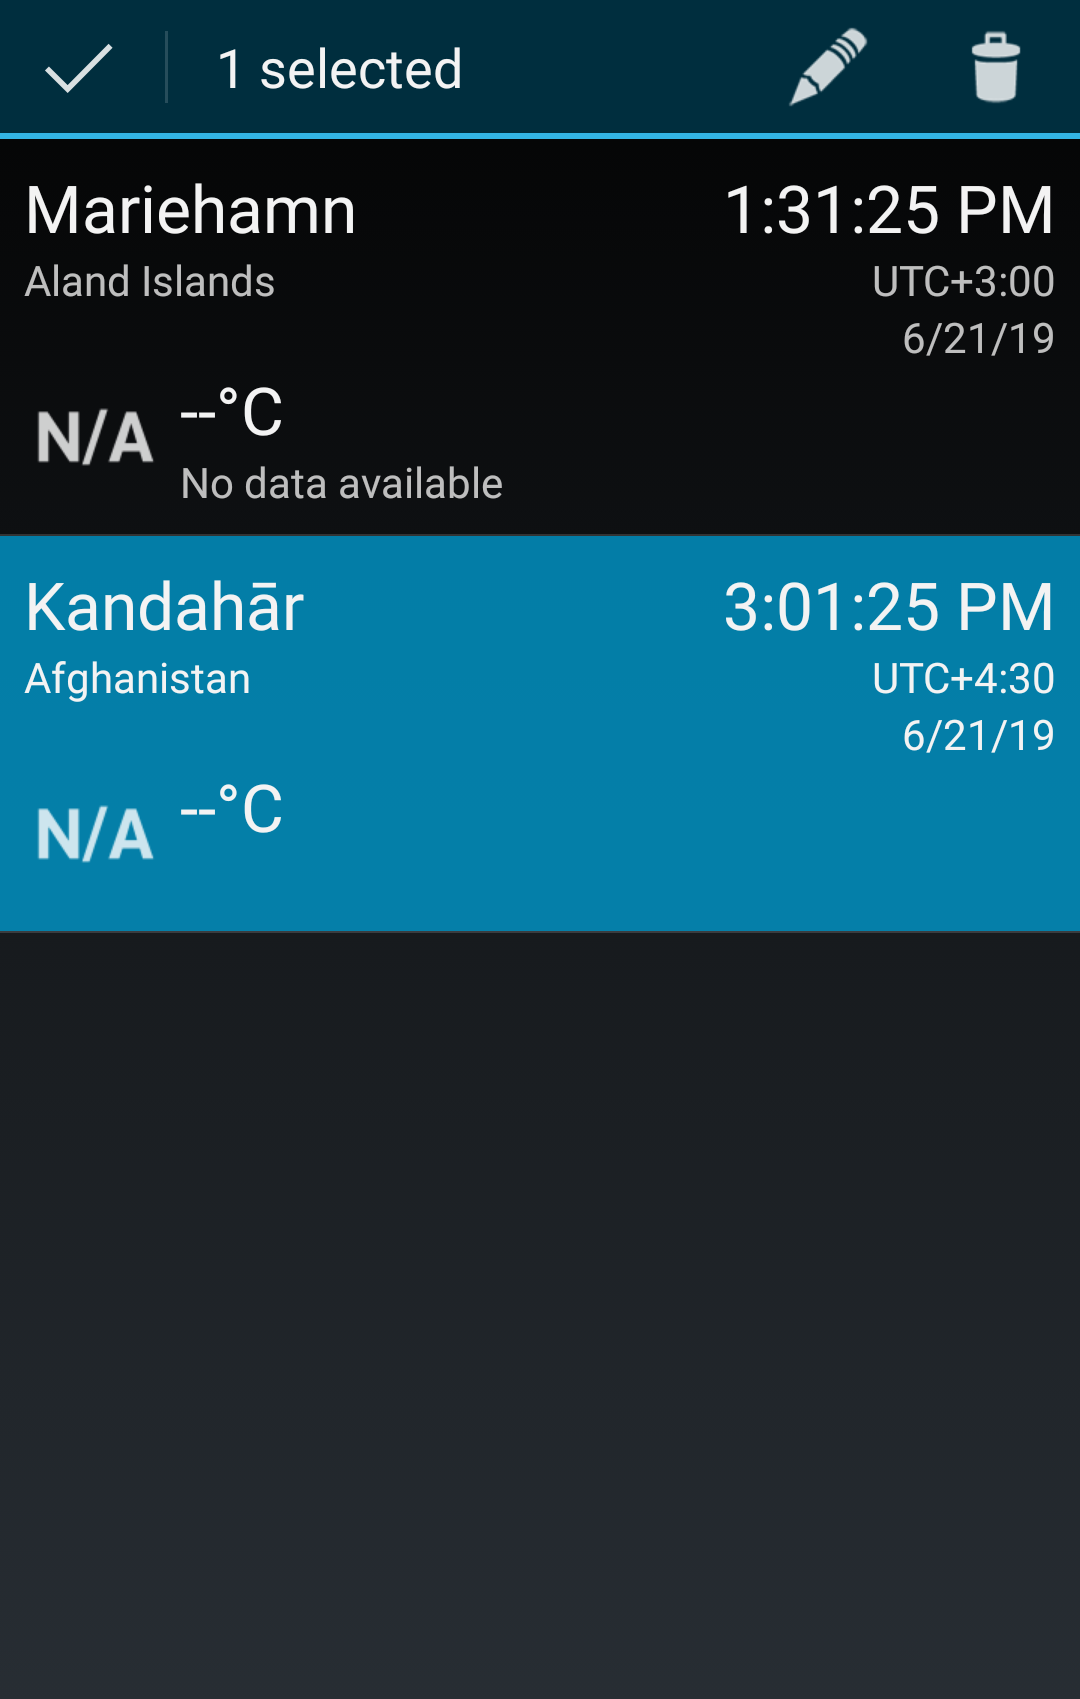 1 selected
Mariehamn 1:31:25 PM
Aland Islands UTC+3:00
6/21/19
N/A --°C
No data available
Kandahār 3:01:25 PM
Afghanistan UTC+4:30
6/21/19
N/A --°C